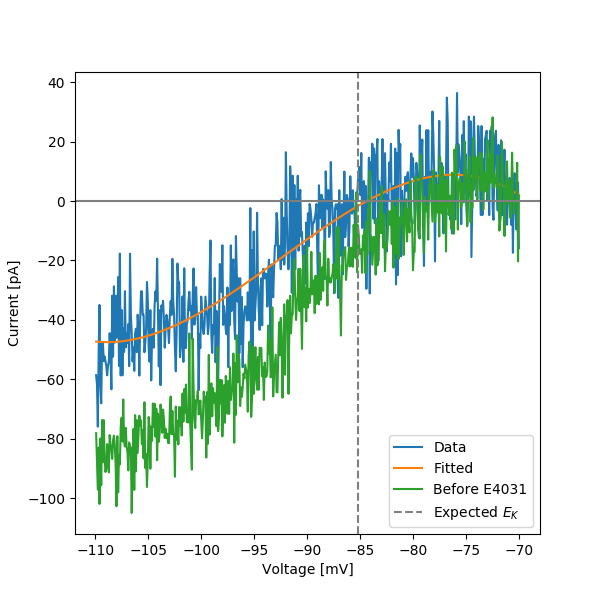 40
20
0
−20
−40
−60
−80
−100
Current [pA]
−110 −105 −100 −95 −90 −85 −80 −75 −70
Voltage [mV]
Data
Fitted
Before E4031
Expected E_K